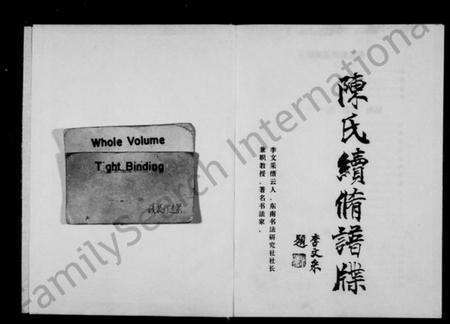 陳氏續脩譜牒
李文采
題
李文采缙云人、东南书法研究社社长
兼职教授、著名书法家、
Whole Volume
Tight Binding
FamilySearch International